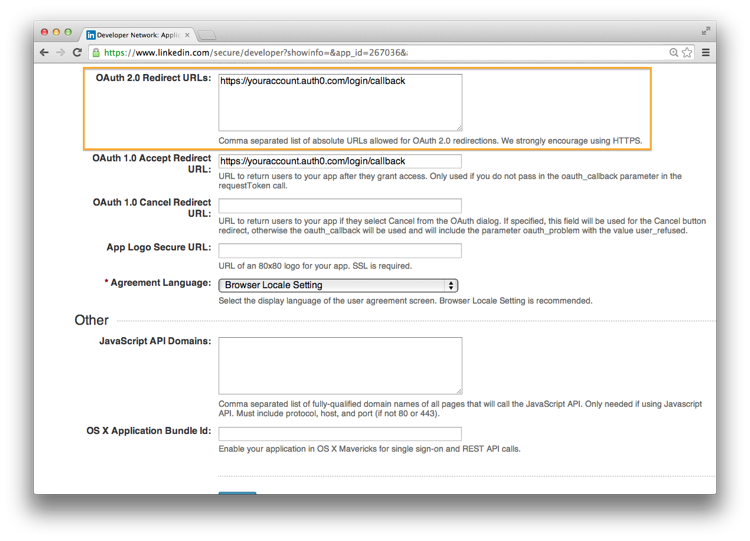 Developer Network: Applic
https://www.linkedin.com/secure/developer?showinfo=&app_id=267036&
OAuth 2.0 Redirect URLs:
https://youraccount.auth0.com/login/callback
Comma separated list of absolute URLs allowed for OAuth 2.0 redirections. We strongly encourage using HTTPS.
OAuth 1.0 Accept Redirect
URL:
https://youraccount.auth0.com/login/callback
URL to return users to your app after they grant access. Only used if you do not pass in the oauth_callback parameter in the
requestToken call.
OAuth 1.0 Cancel Redirect
URL:
URL to return users to your app if they select Cancel from the OAuth dialog. If specified, this field will be used for the Cancel button
redirect, otherwise the oauth_callback will be used and will include the parameter oauth_problem with the value user_refused.
App Logo Secure URL:
URL of an 80x80 logo for your app. SSL is required.
* Agreement Language:
Browser Locale Setting
Select the display language of the user agreement screen. Browser Locale Setting is recommended.
Other
JavaScript API Domains:
Comma separated list of fully-qualified domain names of all pages that will call the JavaScript API. Only needed if using Javascript
API. Must include protocol, host, and port (if not 80 or 443).
OS X Application Bundle Id:
Enable your application in OS X Mavericks for single sign-on and REST API calls.